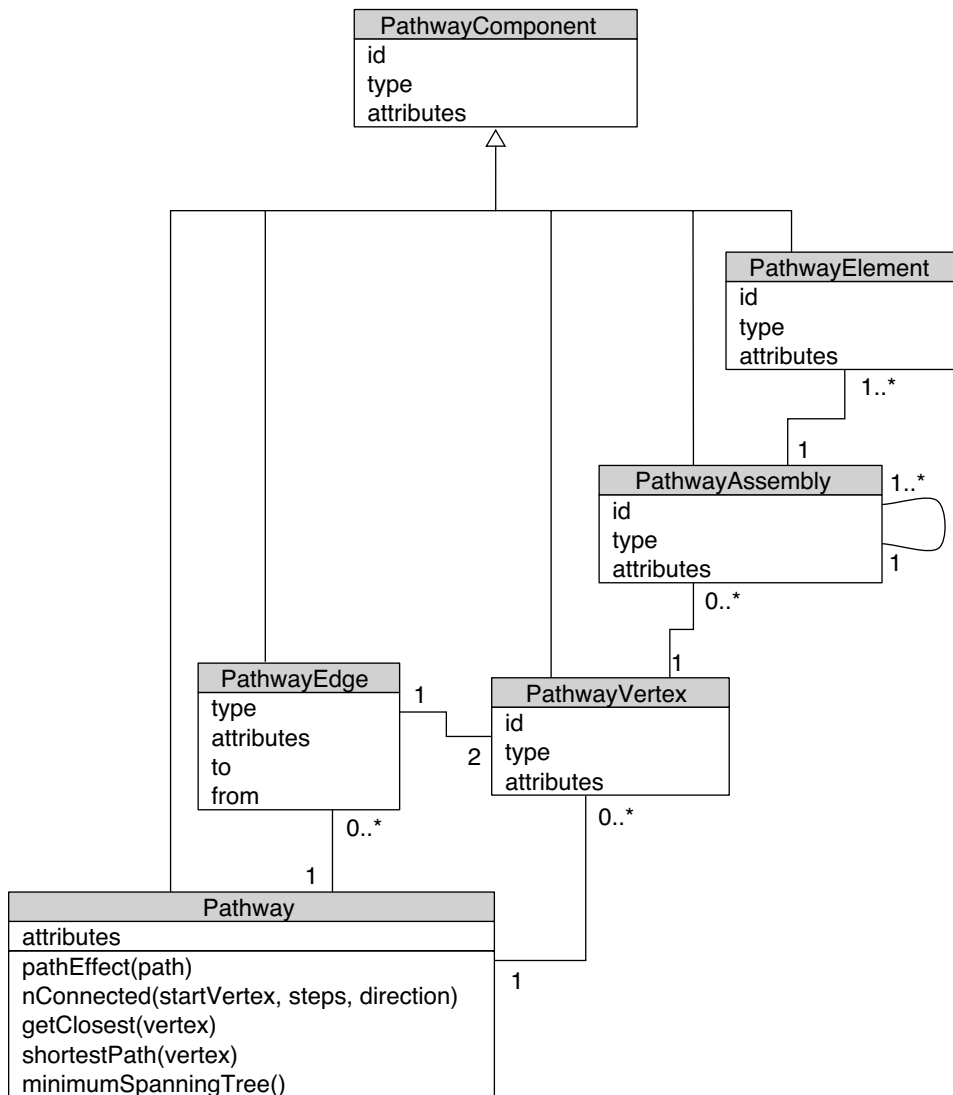 PathwayComponent
id
type
attributes
PathwayElement
id
type
attributes
1..*
1
PathwayAssembly
id
type
attributes
1..*
1
0..*
1
PathwayEdge
type
attributes
to
from
1
2
PathwayVertex
id
type
attributes
0..*
1
0..*
1
Pathway
attributes
pathEffect(path)
nConnected(startVertex, steps, direction)
getClosest(vertex)
shortestPath(vertex)
minimumSpanningTree()